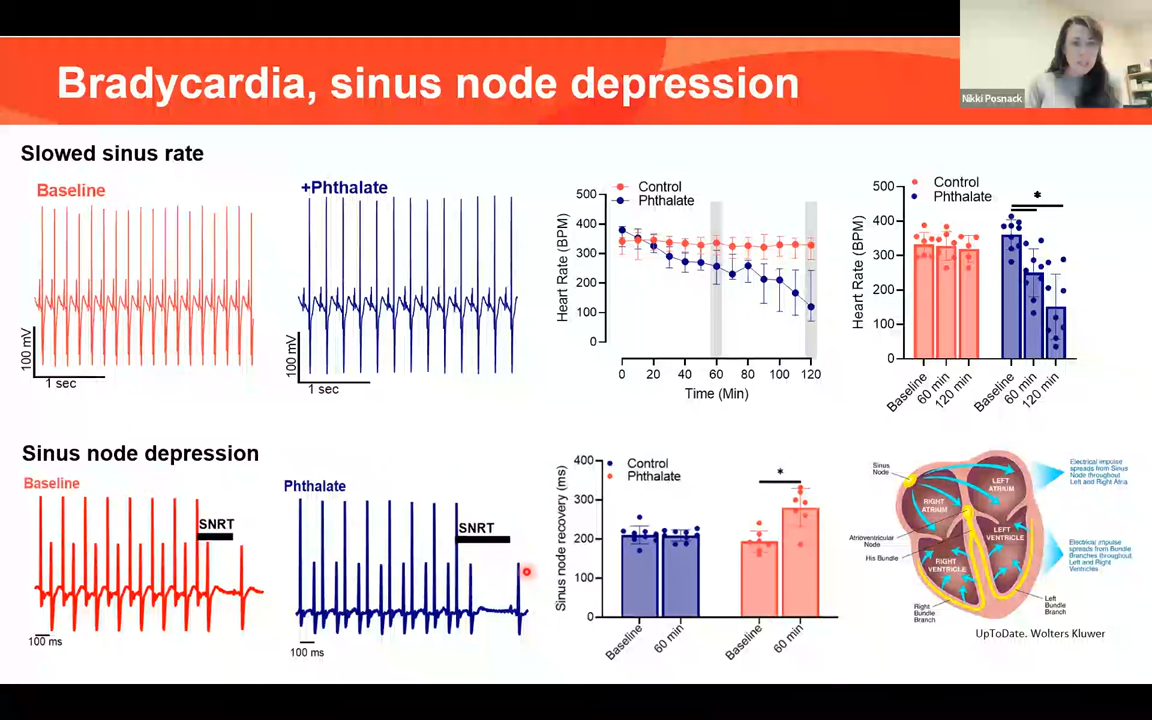 Bradycardia, sinus node depression
Nikki Posnack
Slowed sinus rate
Baseline
100 mV
1 sec
+Phthalate
100 mV
1 sec
Control
Phthalate
Heart Rate (BPM)
500
400
300
200
100
0
0 20 40 60 80 100 120
Time (Min)
Control
Phthalate
Heart Rate (BPM)
500
400
300
200
100
0
*
Baseline
60 min
120 min
Baseline
60 min
120 min
Sinus node depression
Baseline
SNRT
100 ms
Phthalate
SNRT
100 ms
Control
Phthalate
Sinus node recovery (ms)
400
300
200
100
0
*
Baseline
60 min
Baseline
60 min
Sinus
Node
RIGHT
ATRIUM
LEFT
ATRIUM
Atrioventricular
Node
His Bundle
RIGHT
VENTRICLE
LEFT
VENTRICLE
Right
Bundle
Branch
Left
Bundle
Branch
Electrical impulse
spreads from Sinus
Node throughout
Left and Right Atria
Electrical impulse
spreads from Bundle
Branches throughout
Left and Right
Ventricles
UpToDate. Wolters Kluwer